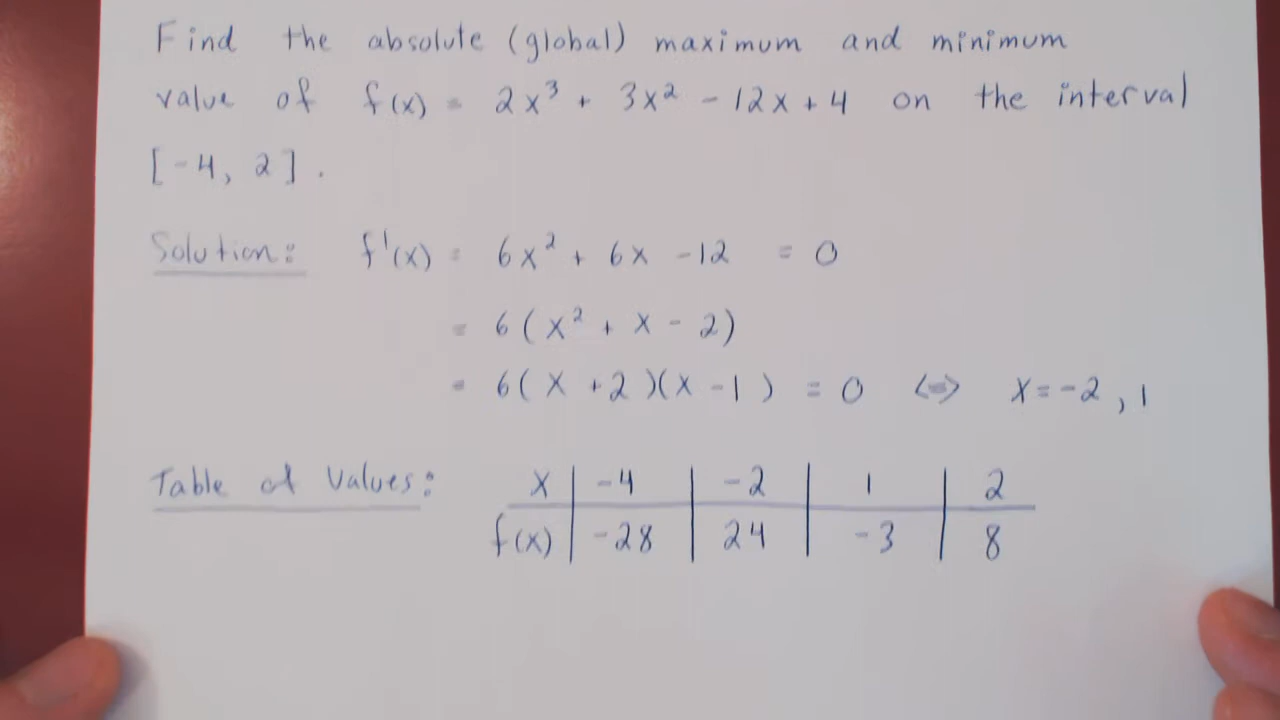 Find the absolute (global) maximum and minimum
value of f(x) = 2x³ + 3x² - 12x + 4 on the interval
[-4, 2].
Solution: f'(x) = 6x² + 6x - 12 = 0
= 6(x² + x - 2)
= 6(x + 2)(x - 1) = 0 <=> x = -2, 1
Table of Values: x | -4 | -2 | 1 | 2
f(x) | -28 | 24 | -3 | 8